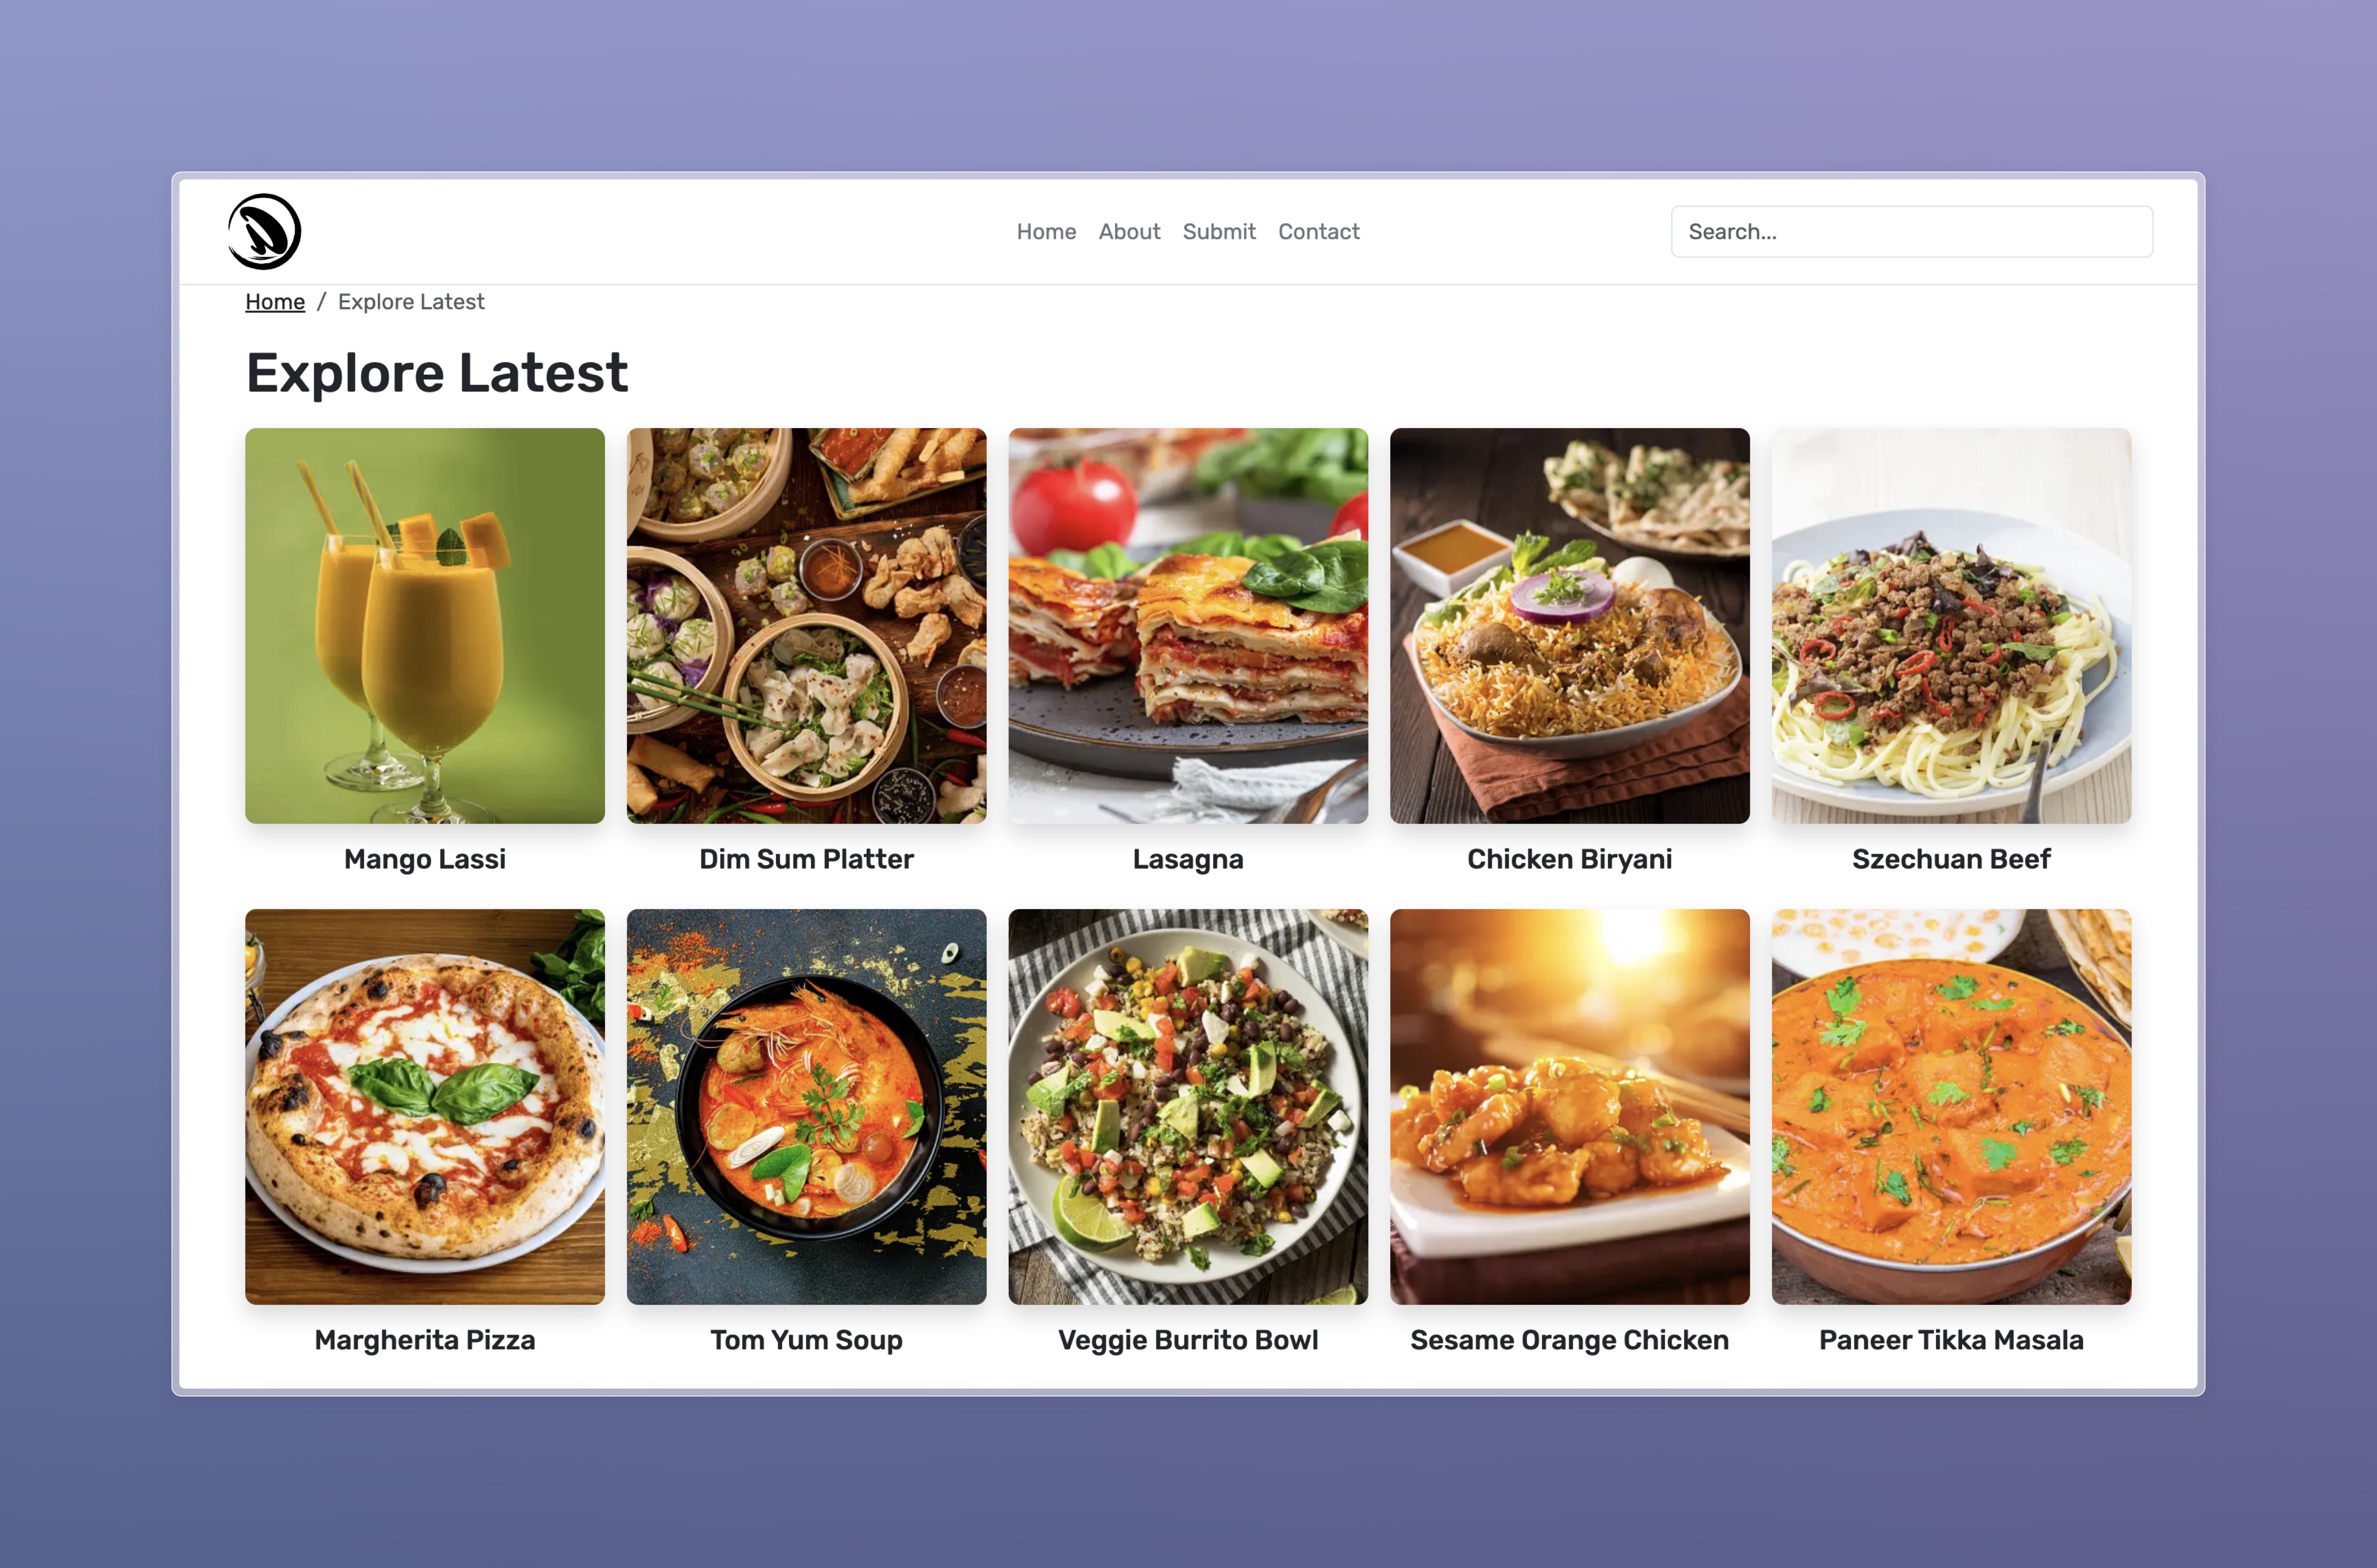 Home About Submit Contact Search...
Home / Explore Latest
Explore Latest
Mango Lassi
Dim Sum Platter
Lasagna
Chicken Biryani
Szechuan Beef
Margherita Pizza
Tom Yum Soup
Veggie Burrito Bowl
Sesame Orange Chicken
Paneer Tikka Masala